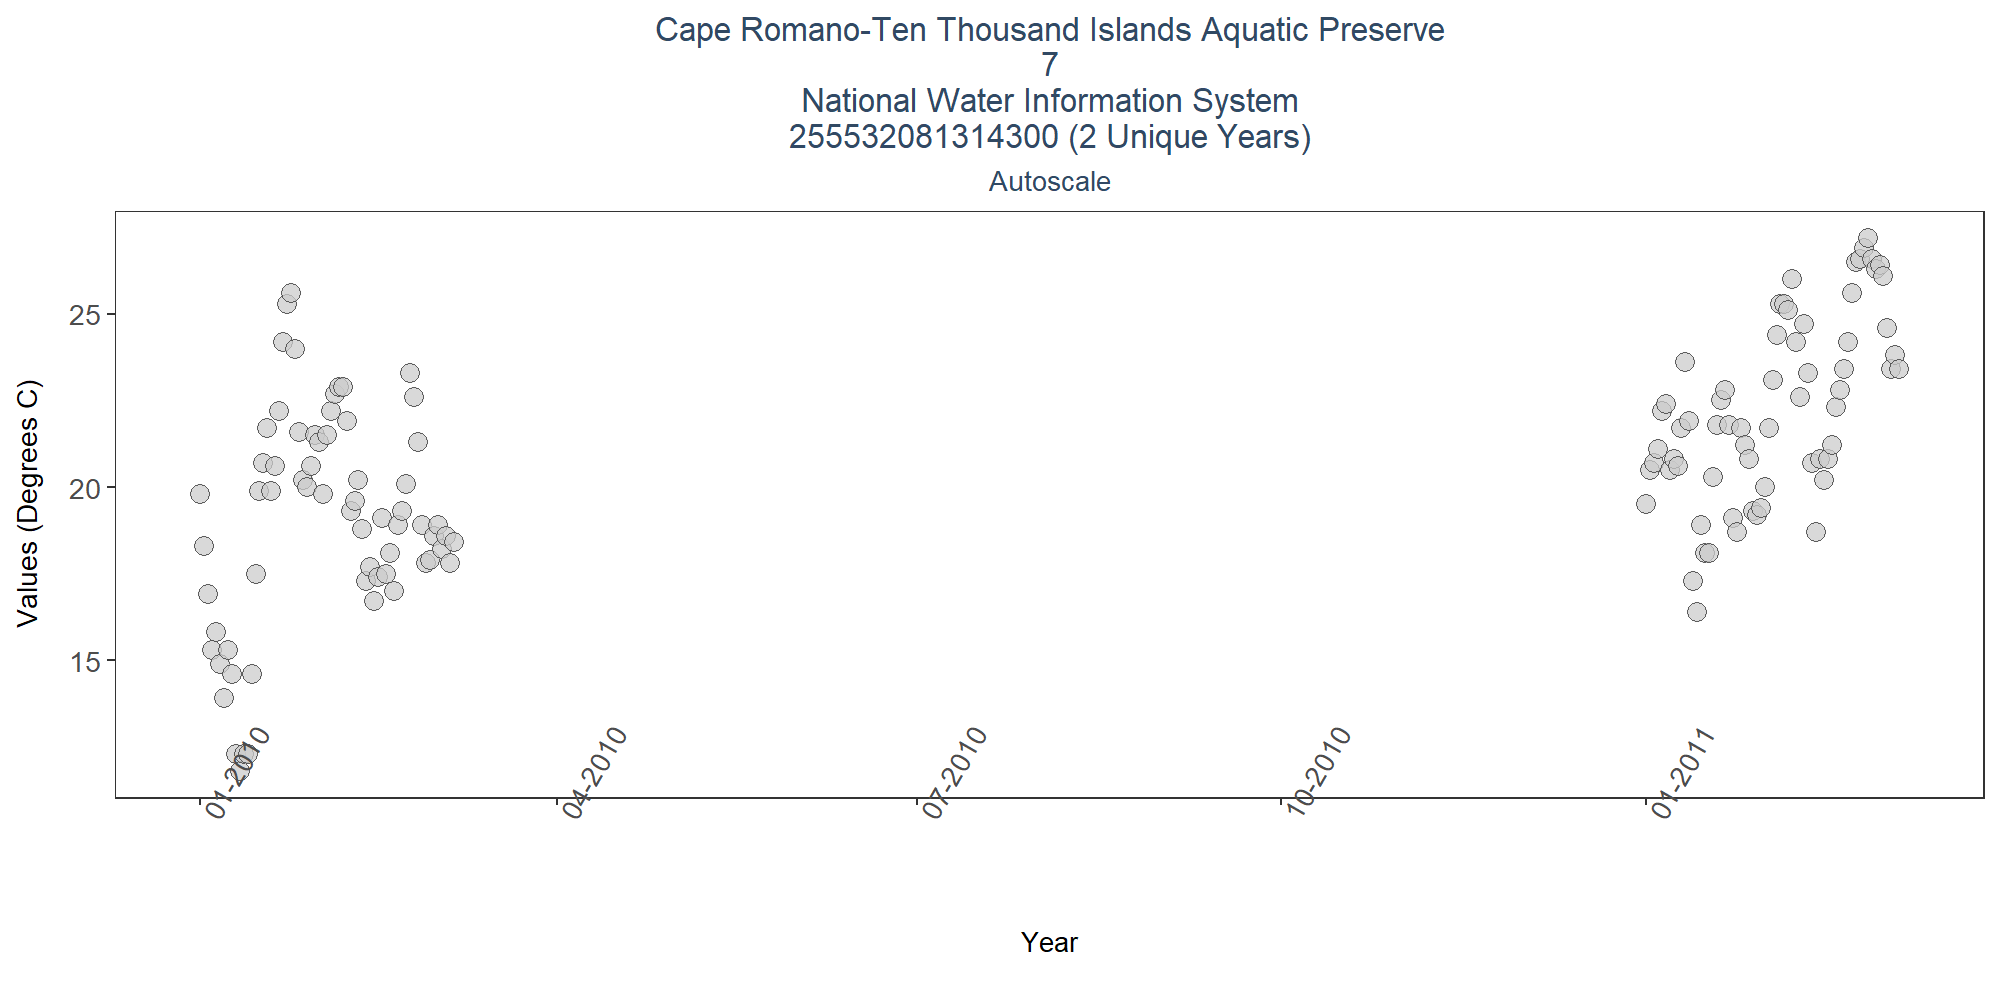 Cape Romano-Ten Thousand Islands Aquatic Preserve
7
National Water Information System
255532081314300 (2 Unique Years)
Autoscale
Values (Degrees C)
25
20
15
01-2010
04-2010
07-2010
10-2010
01-2011
Year